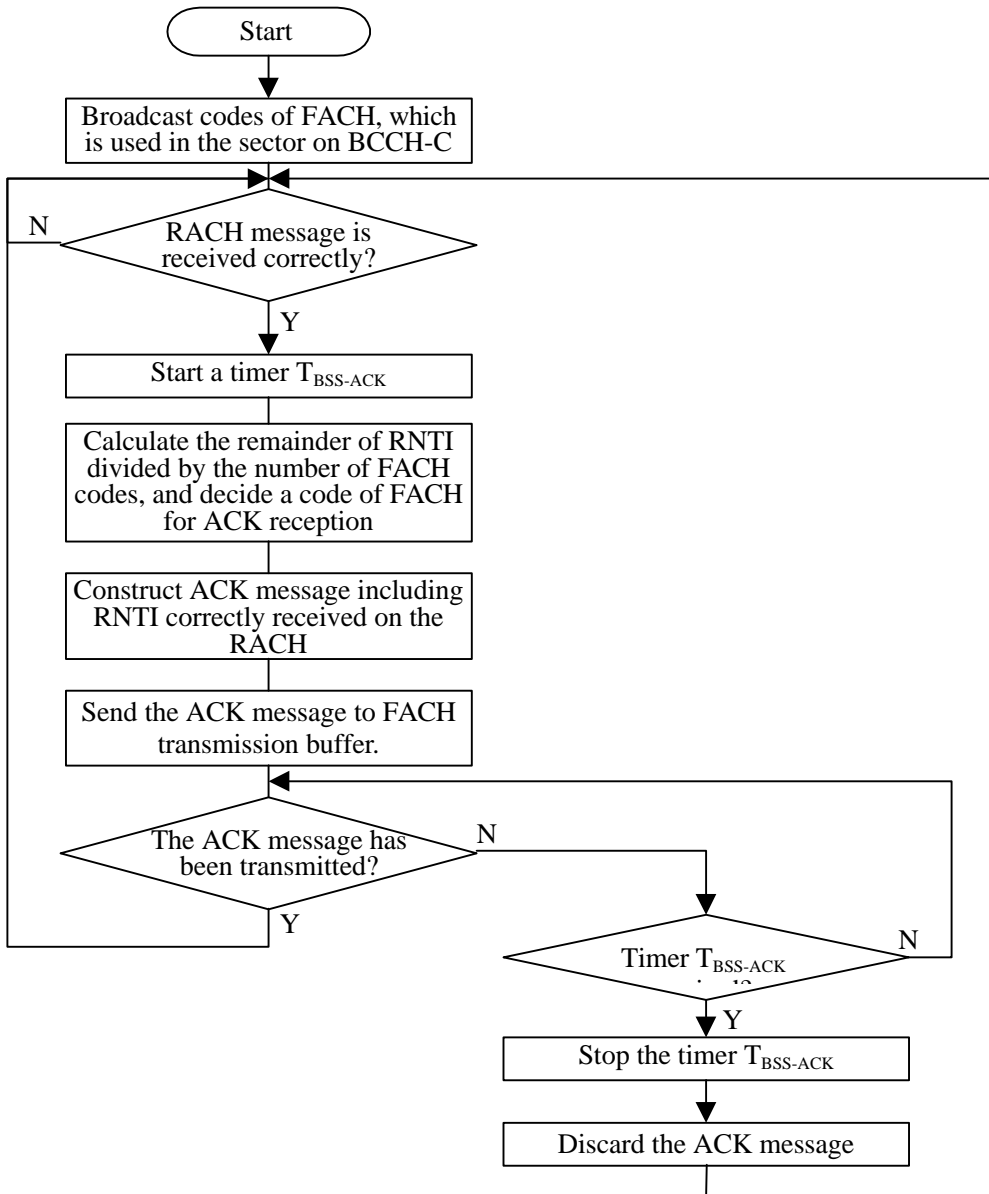 Start
Broadcast codes of FACH, which
is used in the sector on BCCH-C
N
RACH message is
received correctly?
Y
Start a timer T_BSS-ACK
Calculate the remainder of RNTI
divided by the number of FACH
codes, and decide a code of FACH
for ACK reception
Construct ACK message including
RNTI correctly received on the
RACH
Send the ACK message to FACH
transmission buffer.
The ACK message has
been transmitted?
N
Y
Timer T_BSS-ACK
N
Y
Stop the timer T_BSS-ACK
Discard the ACK message